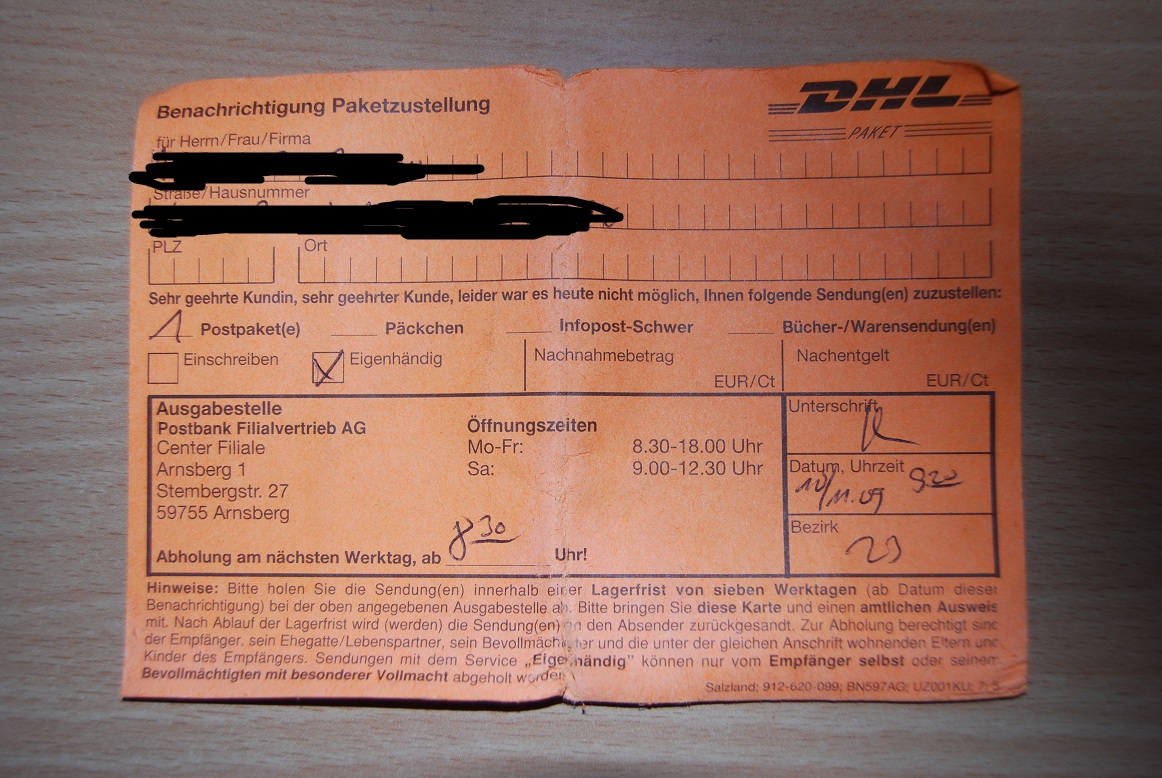 Benachrichtigung Paketzustellung
DHL
PAKET
für Herrn/Frau/Firma
Straße/Hausnummer
PLZ Ort
Sehr geehrte Kundin, sehr geehrter Kunde, leider war es heute nicht möglich, Ihnen folgende Sendung(en) zuzustellen:
1 Postpaket(e) Päckchen Infopost-Schwer Bücher-/Warensendung(en)
Einschreiben Eigenhändig Nachnahmebetrag Nachentgelt
EUR/Ct EUR/Ct
Ausgabestelle
Postbank Filialvertrieb AG
Center Filiale
Arnsberg 1
Stembergstr. 27
59755 Arnsberg
Öffnungszeiten
Mo-Fr: 8.30-18.00 Uhr
Sa: 9.00-12.30 Uhr
Abholung am nächsten Werktag, ab 8 30 Uhr!
Unterschrift
Datum, Uhrzeit
10/11.09 9 20
Bezirk
23
Hinweise: Bitte holen Sie die Sendung(en) innerhalb einer Lagerfrist von sieben Werktagen (ab Datum dieser
Benachrichtigung) bei der oben angegebenen Ausgabestelle ab. Bitte bringen Sie diese Karte und einen amtlichen Ausweis
mit. Nach Ablauf der Lagerfrist wird (werden) die Sendung(en) an den Absender zurückgesandt. Zur Abholung berechtigt sind
der Empfänger, sein Ehegatte/Lebenspartner, sein Bevollmächtigter und die unter der gleichen Anschrift wohnenden Eltern und
Kinder des Empfängers. Sendungen mit dem Service „Eigenhändig" können nur vom Empfänger selbst oder seinem
Bevollmächtigten mit besonderer Vollmacht abgeholt werden.
Salzland; 912-620-099; BN597AG; UZ001KU; 7; 5